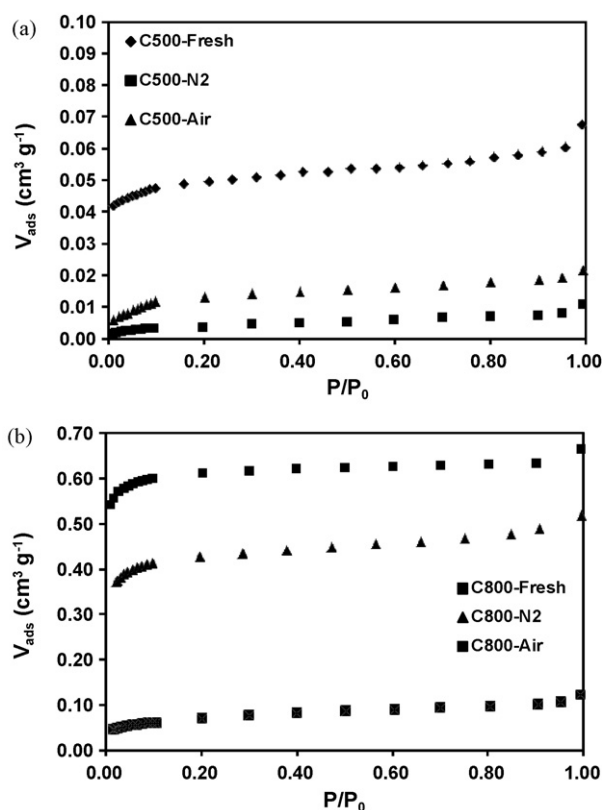 (a)
0.10
0.09
0.08
0.07
0.06
0.05
0.04
0.03
0.02
0.01
0.00
V_ads (cm³ g⁻¹)
C500-Fresh
C500-N2
C500-Air
0.00 0.20 0.40 0.60 0.80 1.00
P/P₀
(b)
0.70
0.60
0.50
0.40
0.30
0.20
0.10
0.00
V_ads (cm³ g⁻¹)
C800-Fresh
C800-N2
C800-Air
0.00 0.20 0.40 0.60 0.80 1.00
P/P₀